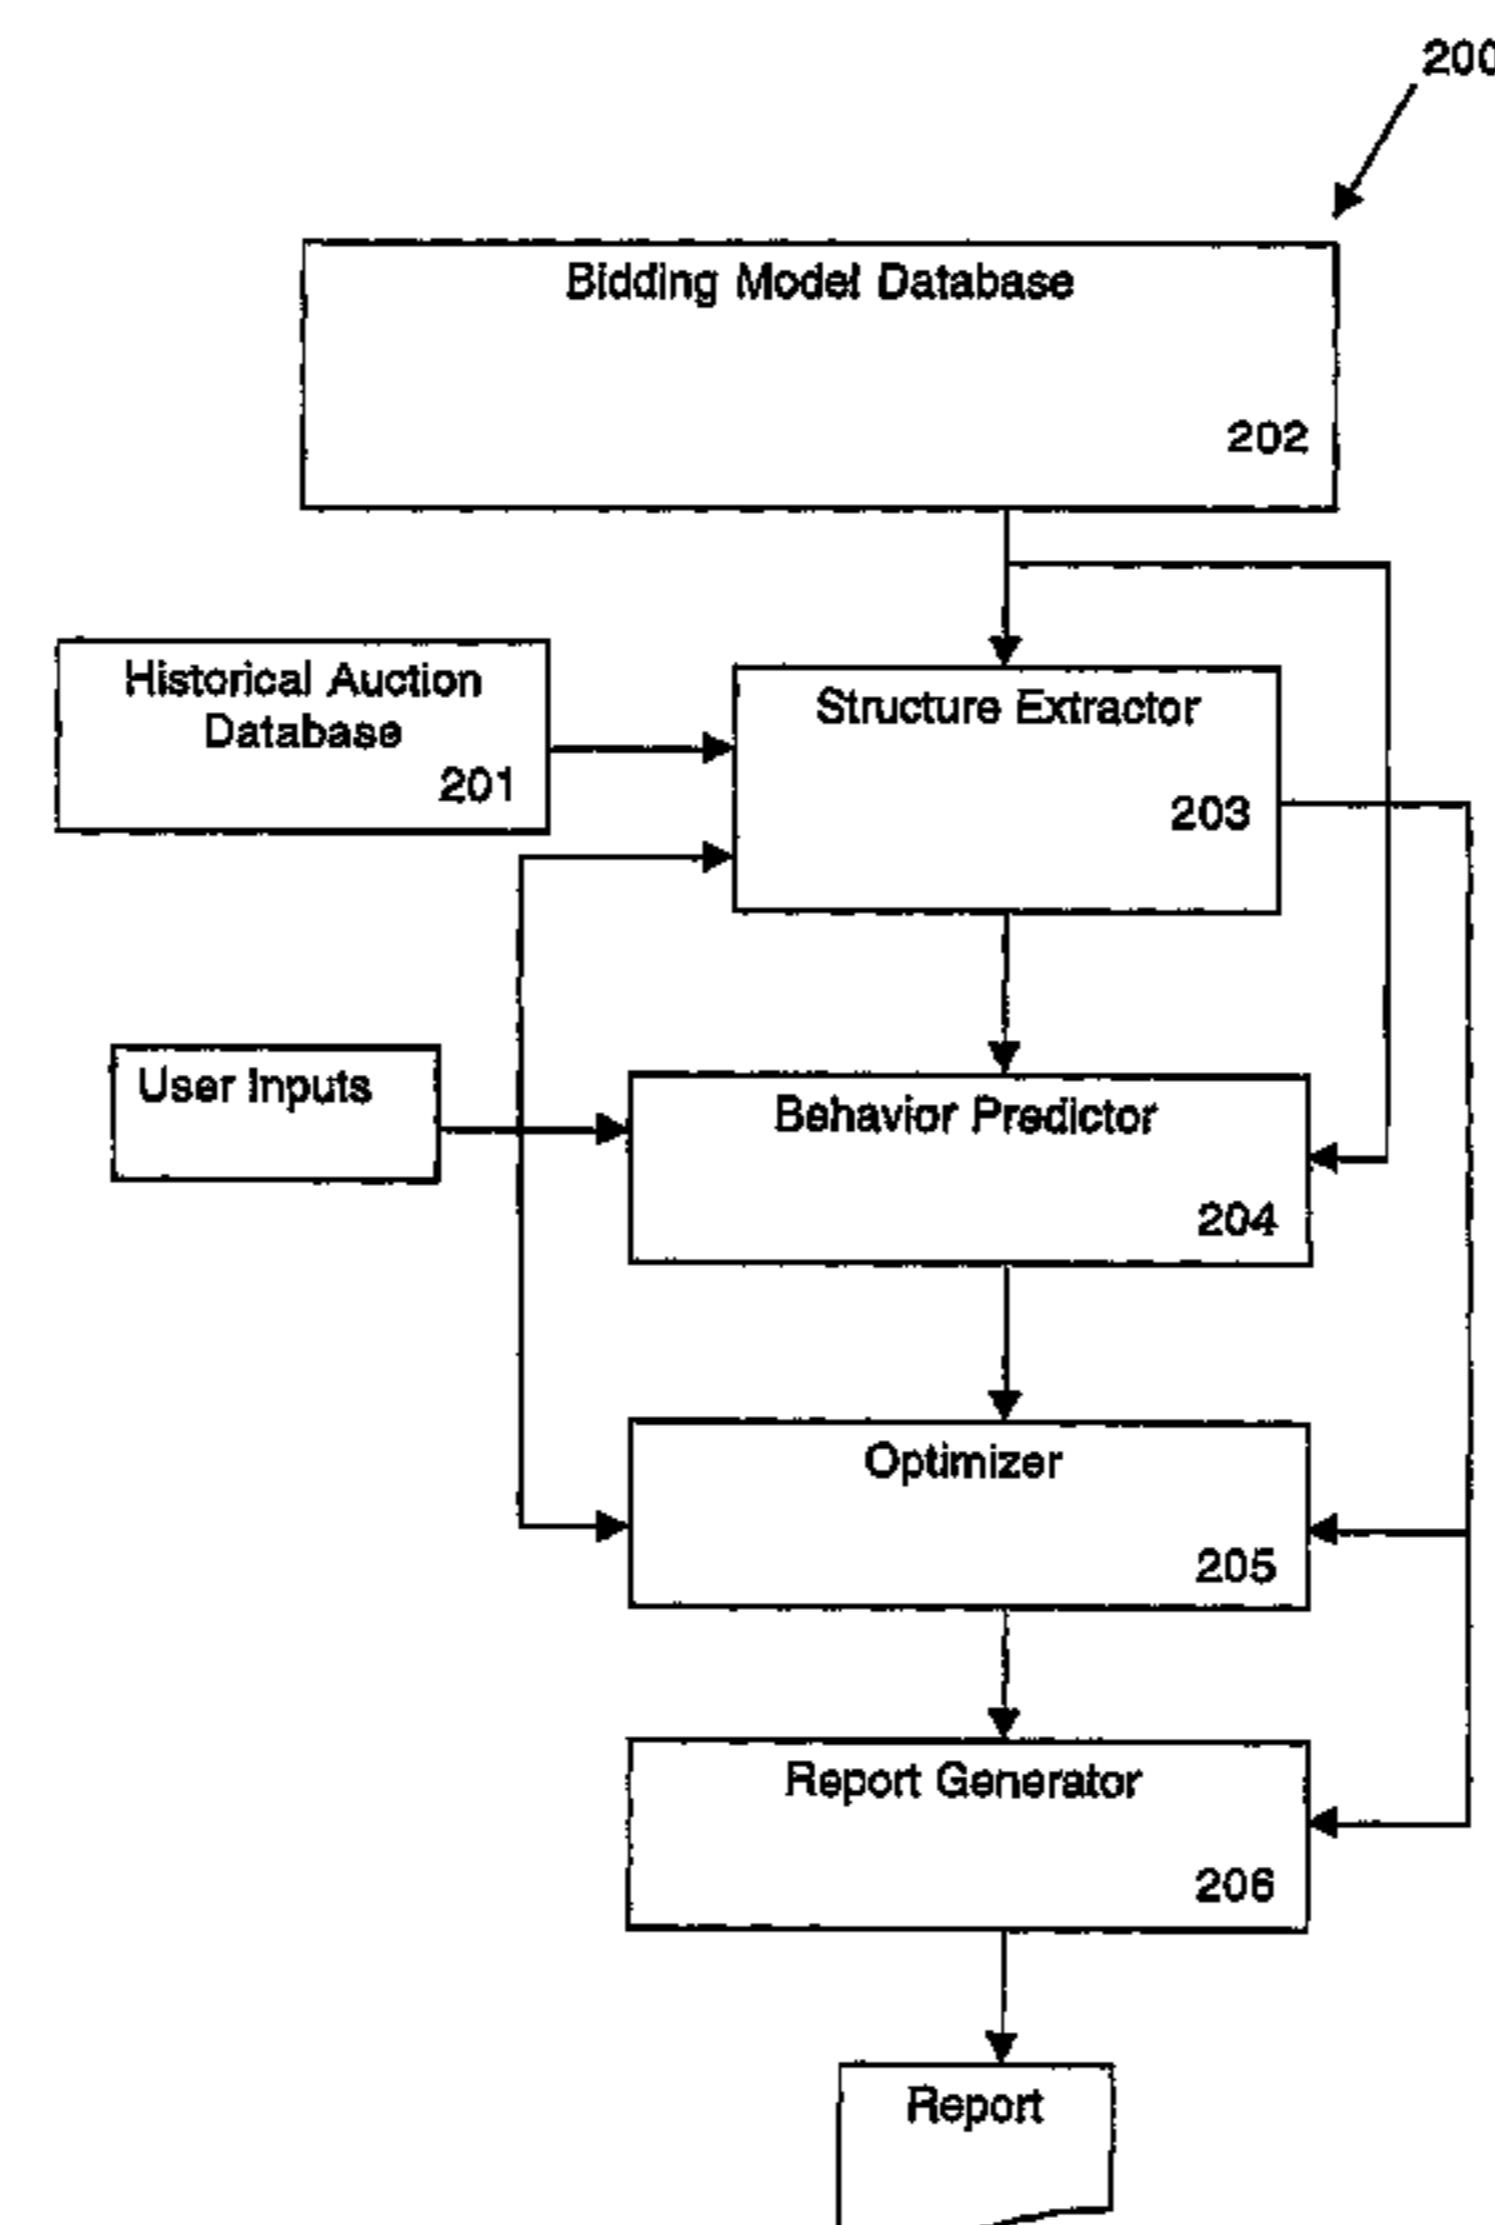 200
Bidding Model Database
202
Historical Auction
Database
201
Structure Extractor
203
User Inputs
Behavior Predictor
204
Optimizer
205
Report Generator
206
Report